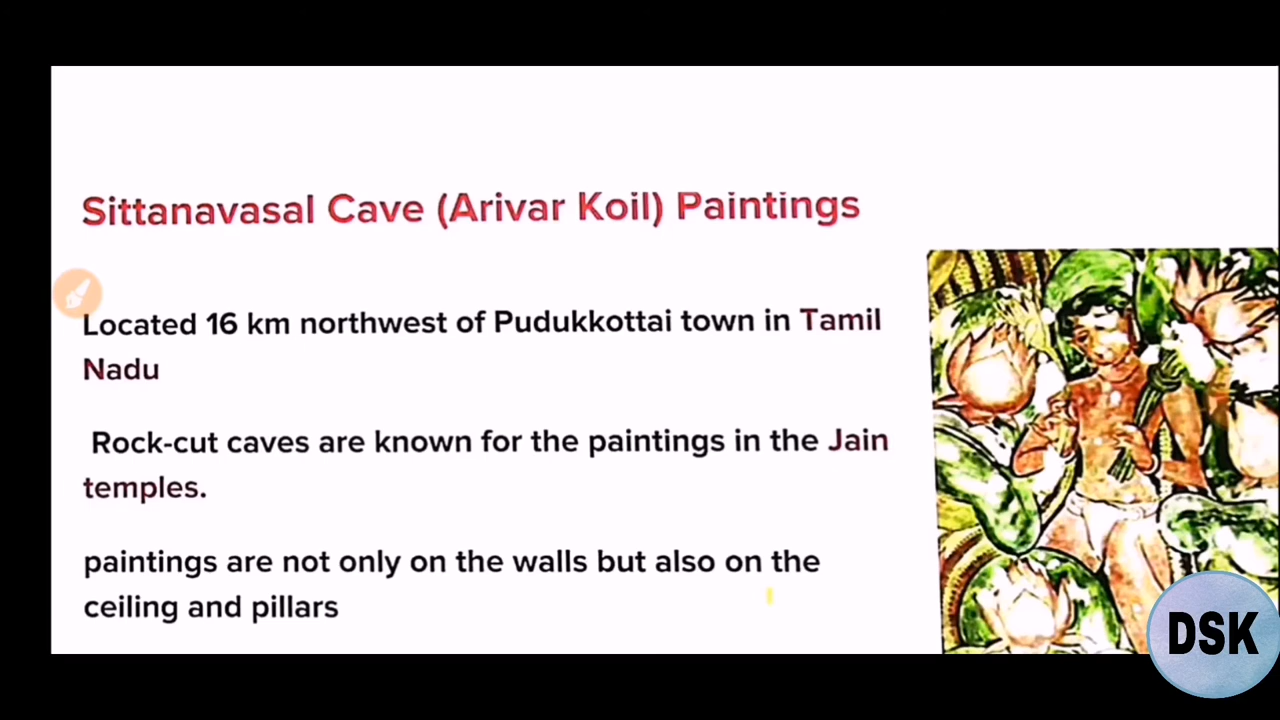 Sittanavasal Cave (Arivar Koil) Paintings
Located 16 km northwest of Pudukkottai town in Tamil
Nadu
Rock-cut caves are known for the paintings in the Jain
temples.
paintings are not only on the walls but also on the
ceiling and pillars
DSK